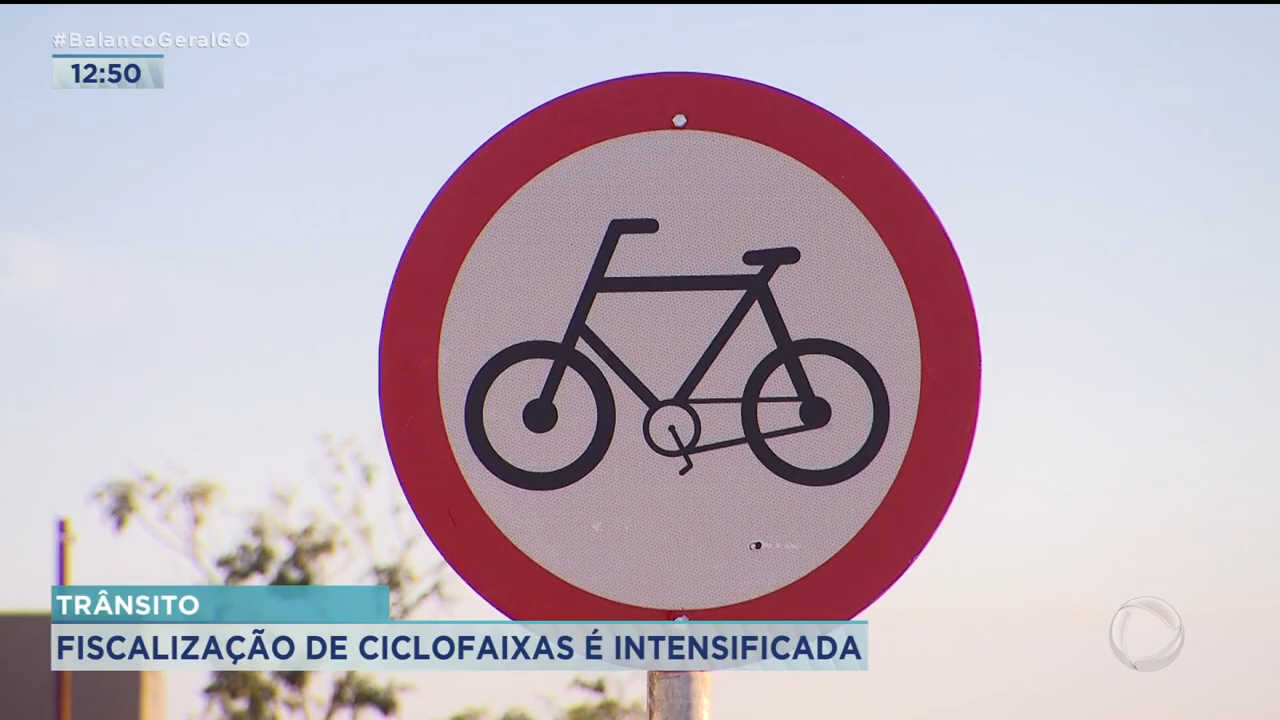 #BalancoGeralGO
12:50
TRÂNSITO
FISCALIZAÇÃO DE CICLOFAIXAS É INTENSIFICADA